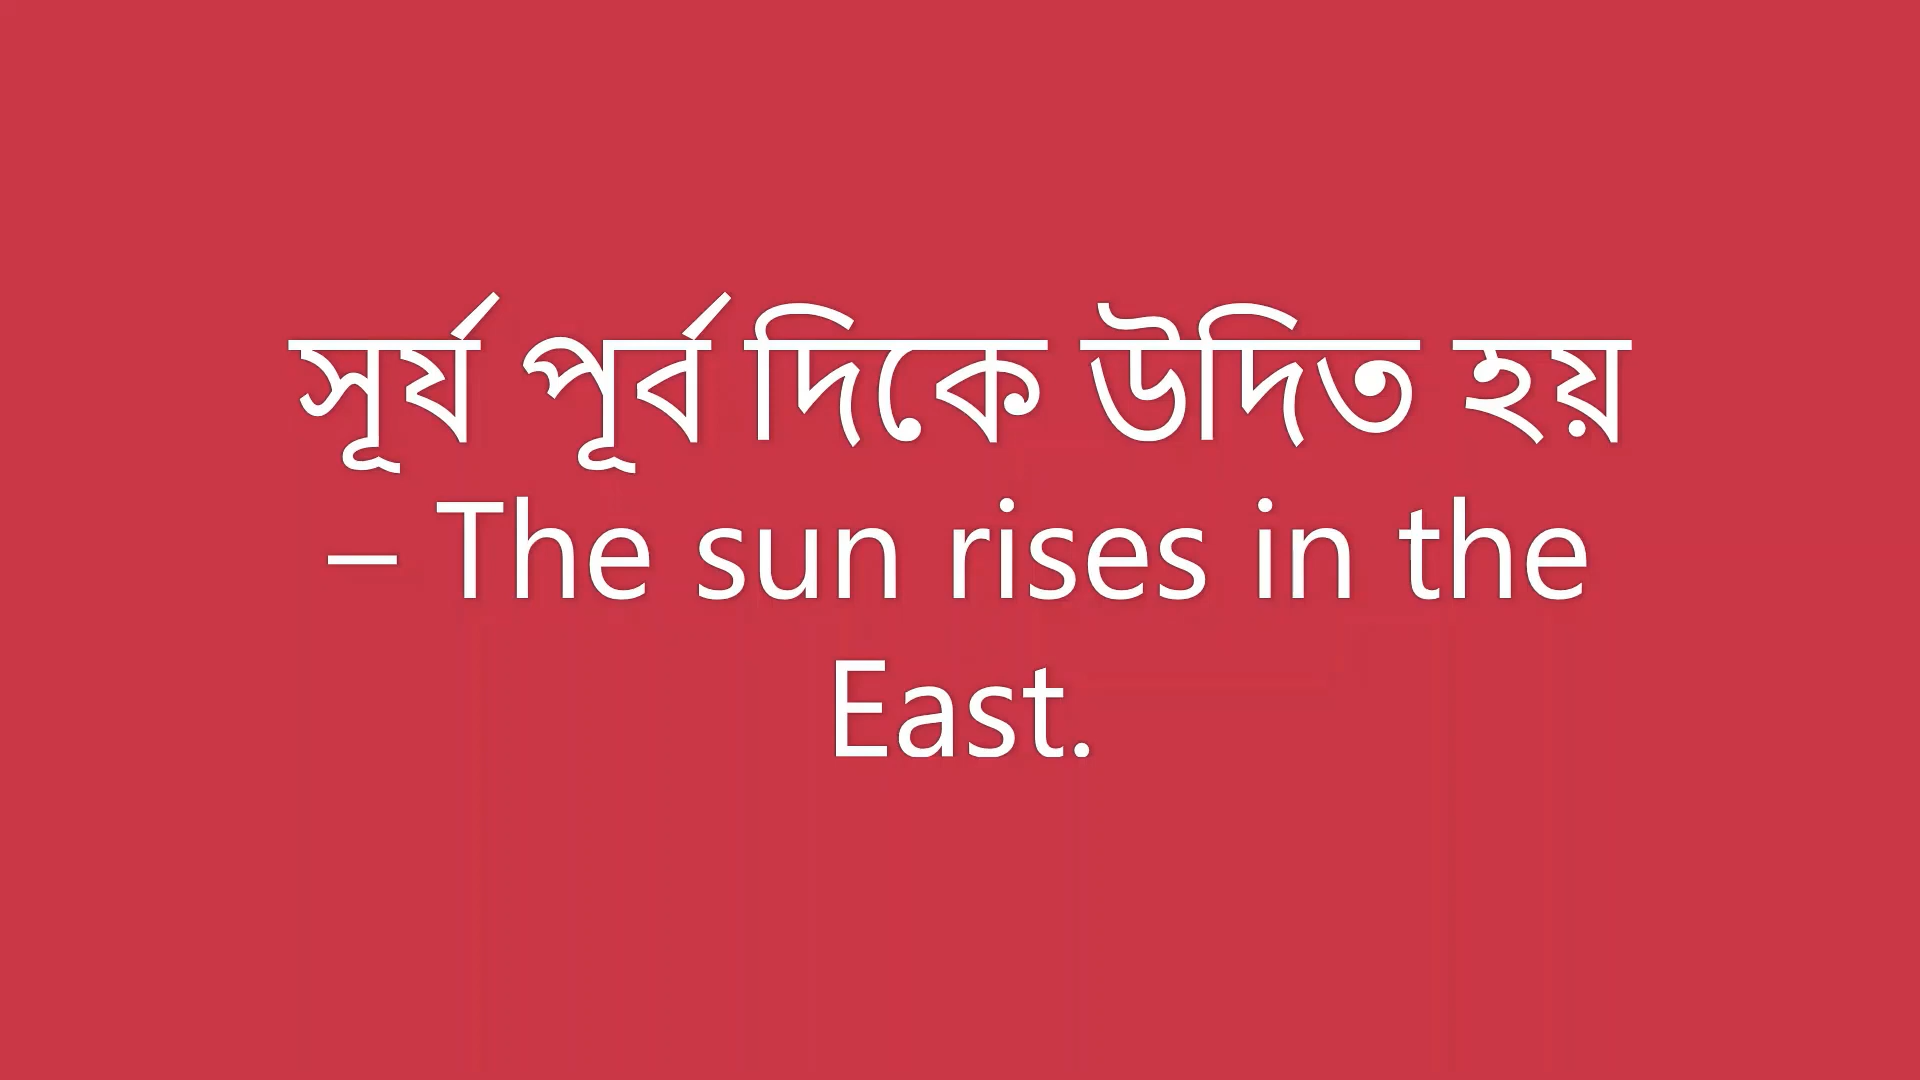 সূর্য পূর্ব দিকে উদিত হয়
– The sun rises in the
East.